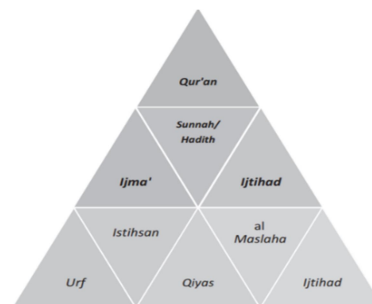 Qur'an
Sunnah/
Hadith
Ijma'
Ijtihad
Istihsan
al
Maslaha
Urf
Qiyas
Ijtihad